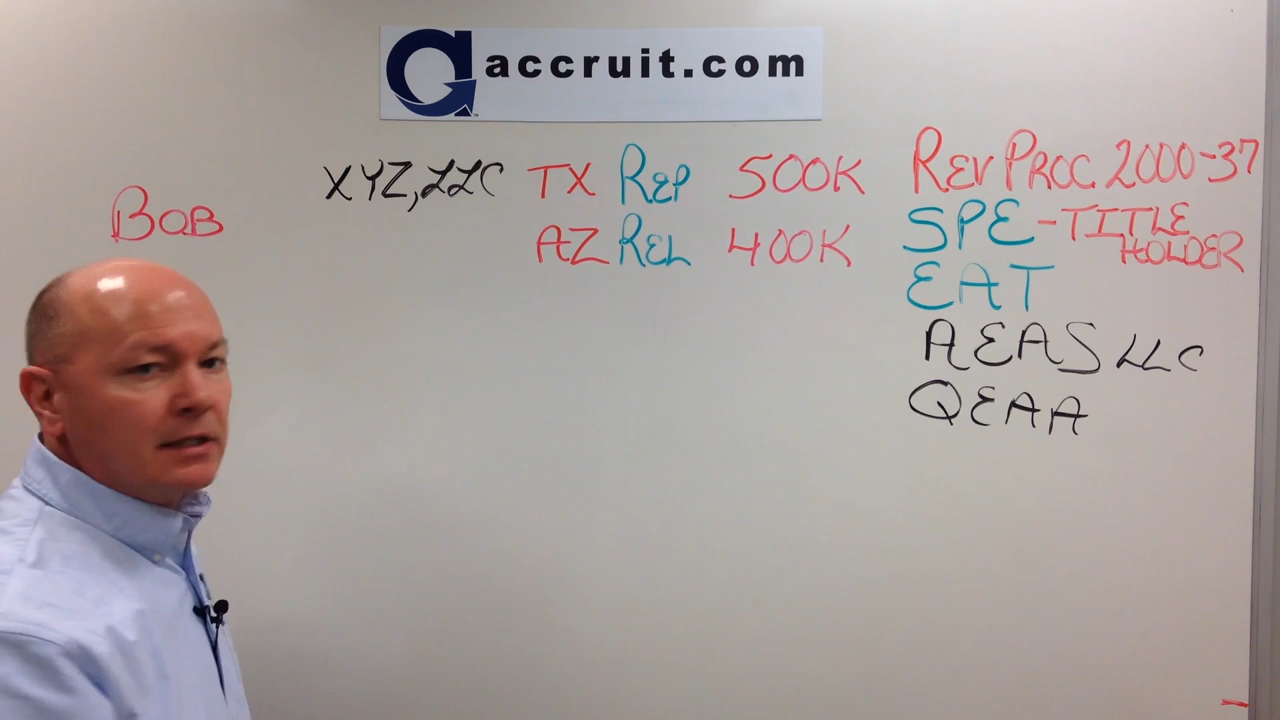 accruit.com
BOB
XYZ, LLC TX REP 500K
AZ REL 400K
REV PROC 2000-37
SPE - TITLE HOLDER
EAT
AEAS LLC
QEAA